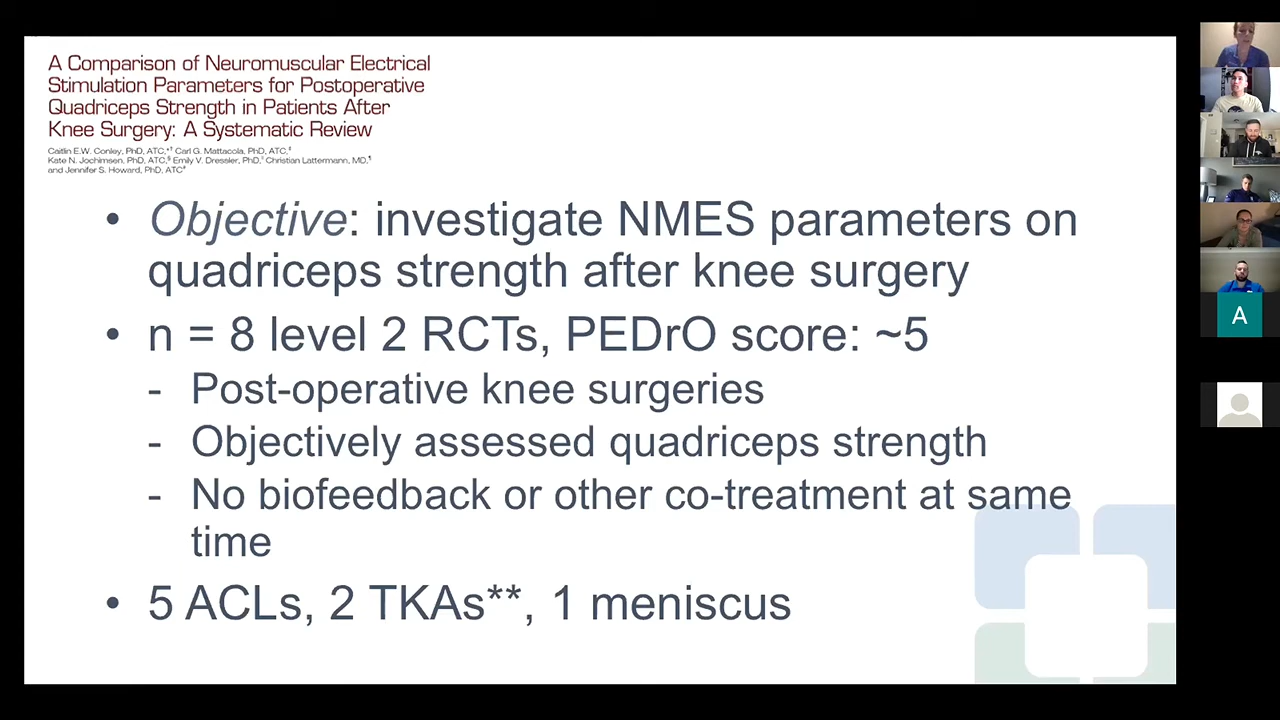 A Comparison of Neuromuscular Electrical
Stimulation Parameters for Postoperative
Quadriceps Strength in Patients After
Knee Surgery: A Systematic Review
Caitlin E.W. Conley, PhD, ATC,*† Carl G. Mattacola, PhD, ATC,‡
Kate N. Jochimsen, PhD, ATC,§ Emily V. Dressler, PhD,‖ Christian Lattermann, MD,¶
and Jennifer S. Howard, PhD, ATC#
• Objective: investigate NMES parameters on
quadriceps strength after knee surgery
• n = 8 level 2 RCTs, PEDrO score: ~5
- Post-operative knee surgeries
- Objectively assessed quadriceps strength
- No biofeedback or other co-treatment at same
time
• 5 ACLs, 2 TKAs**, 1 meniscus
A